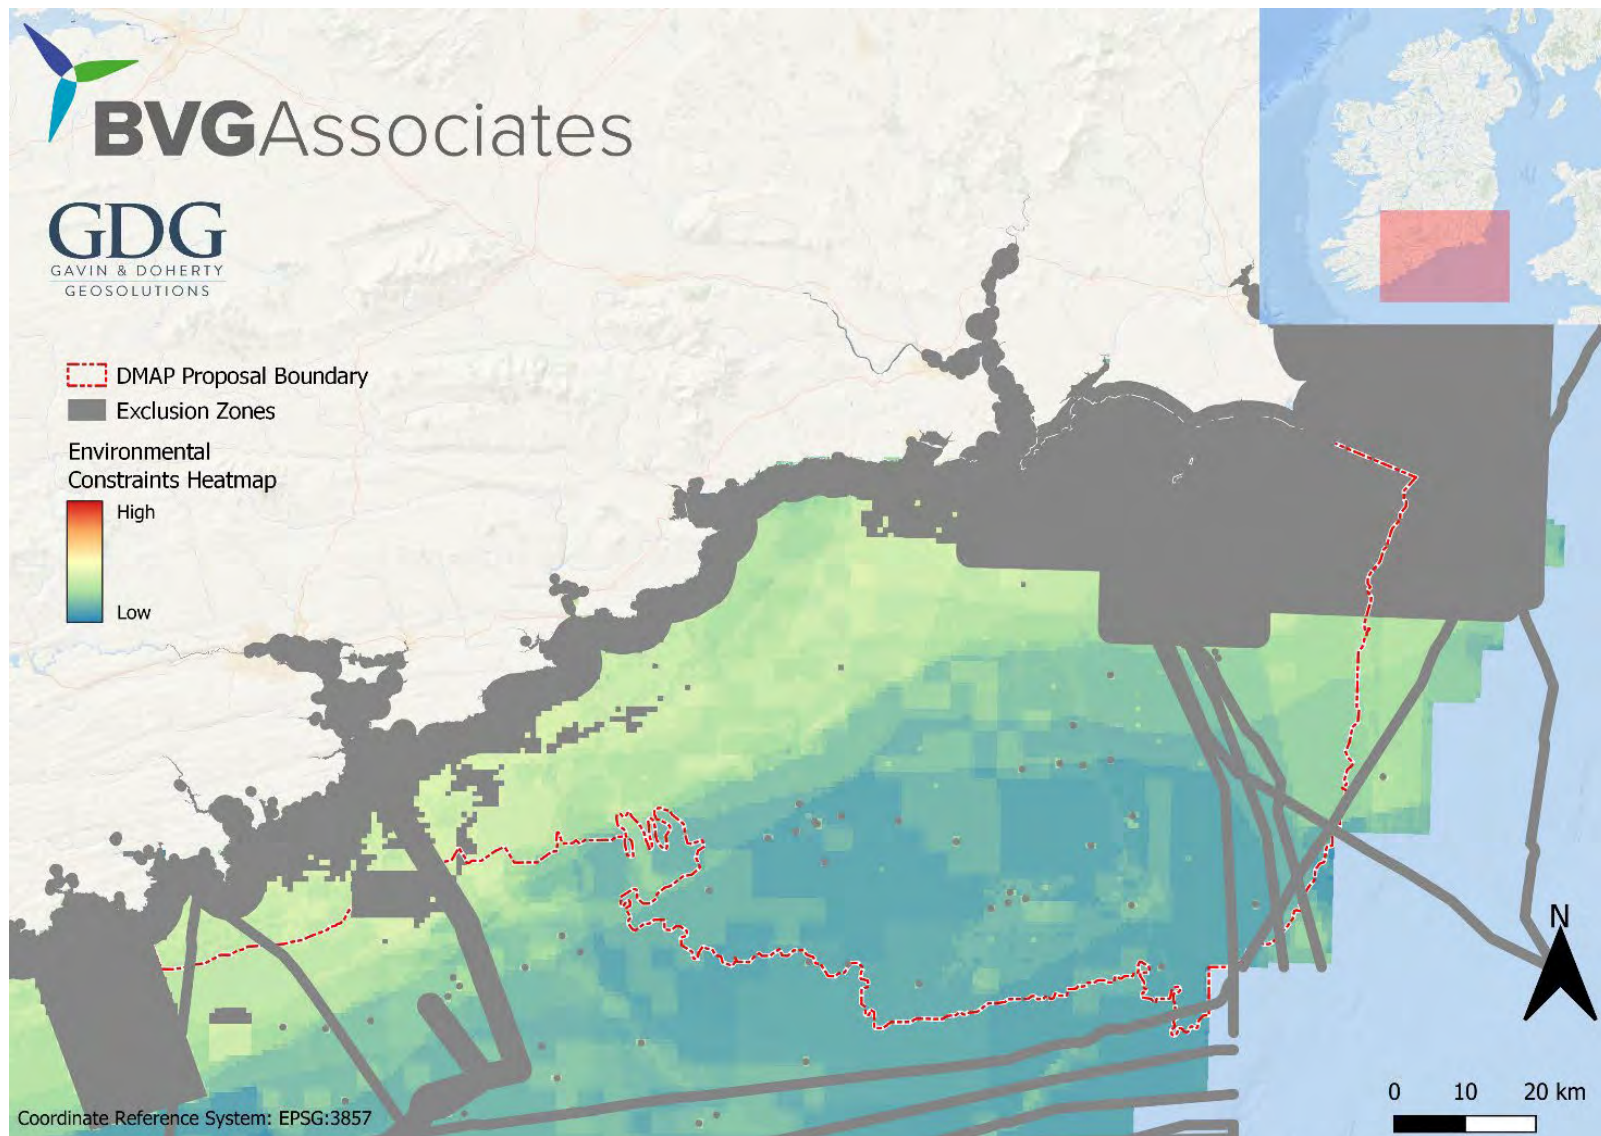 BVGAssociates
GDG
GAVIN & DOHERTY
GEOSOLUTIONS
DMAP Proposal Boundary
Exclusion Zones
Environmental
Constraints Heatmap
High
Low
N
0 10 20 km
Coordinate Reference System: EPSG:3857